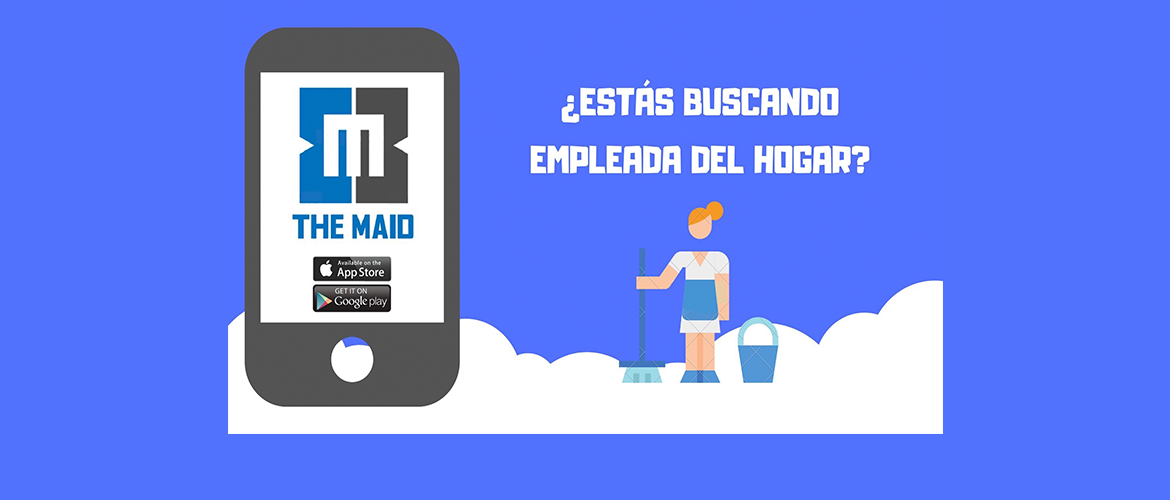 M
THE MAID
Available on the
App Store
GET IT ON
Google play
¿ESTÁS BUSCANDO
EMPLEADA DEL HOGAR?